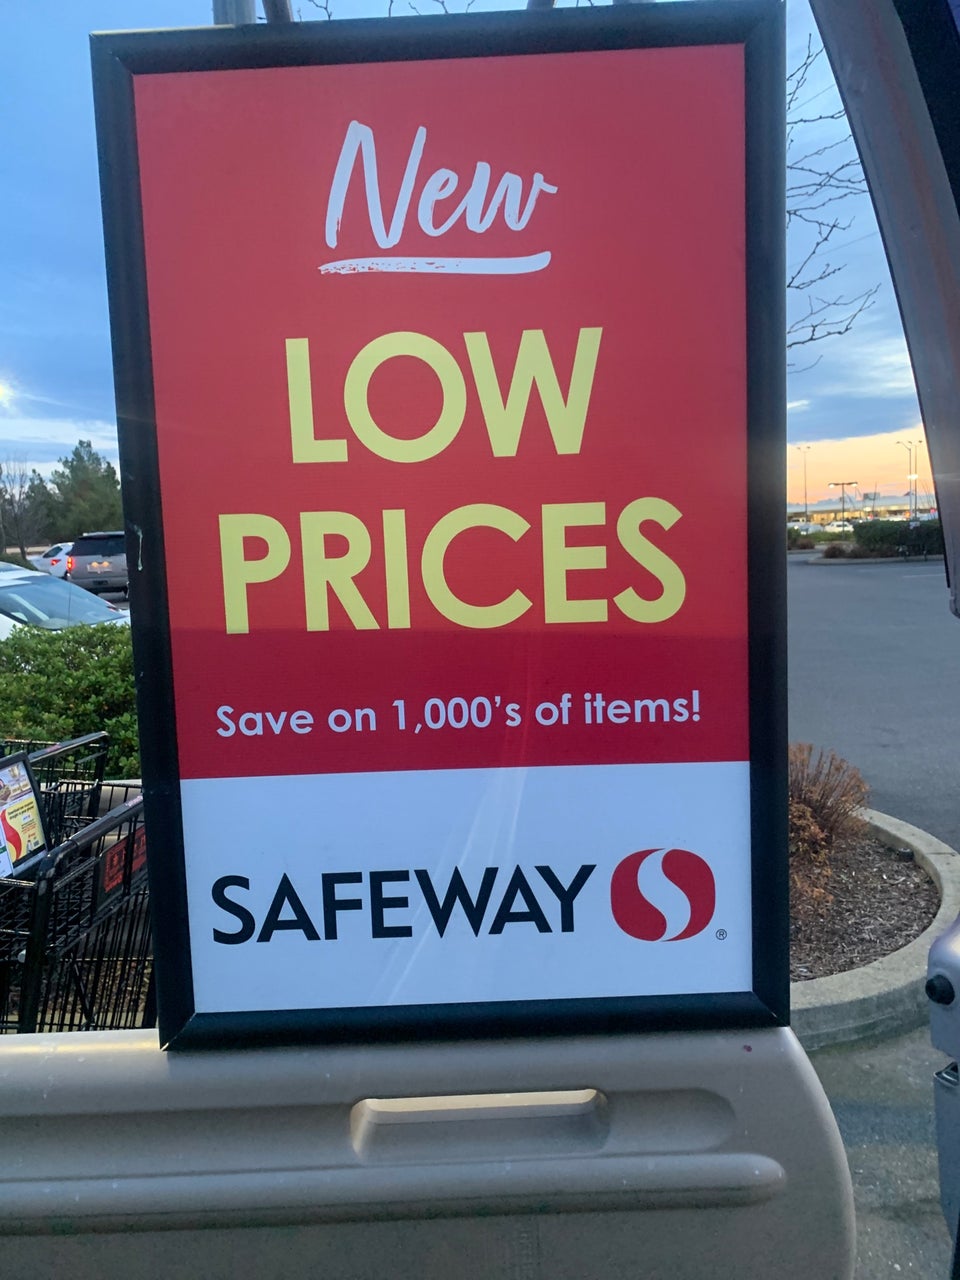 New
LOW
PRICES
Save on 1,000's of items!
SAFEWAY ®